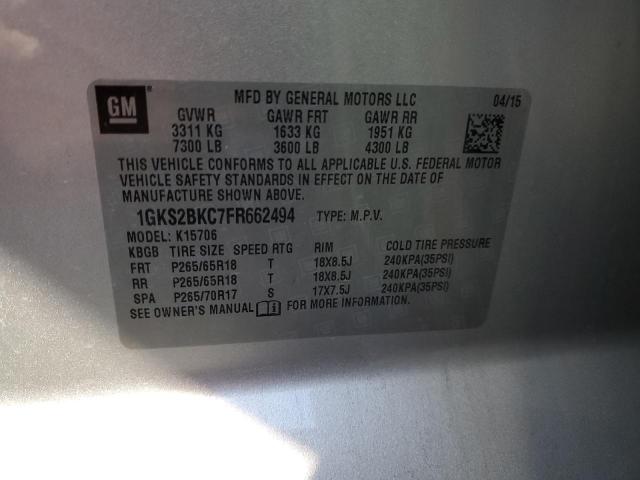 GM
MFD BY GENERAL MOTORS LLC 04/15
GVWR GAWR FRT GAWR RR
3311 KG 1633 KG 1951 KG
7300 LB 3600 LB 4300 LB
THIS VEHICLE CONFORMS TO ALL APPLICABLE U.S. FEDERAL MOTOR
VEHICLE SAFETY STANDARDS IN EFFECT ON THE DATE OF
MANUFACTURE SHOWN ABOVE.
1GKS2BKC7FR662494 TYPE: M.P.V.
MODEL: K15706
KBGB TIRE SIZE SPEED RTG RIM COLD TIRE PRESSURE
FRT P265/65R18 T 18X8.5J 240KPA(35PSI)
RR P265/65R18 T 18X8.5J 240KPA(35PSI)
SPA P265/70R17 S 17X7.5J 240KPA(35PSI)
SEE OWNER'S MANUAL FOR MORE INFORMATION.